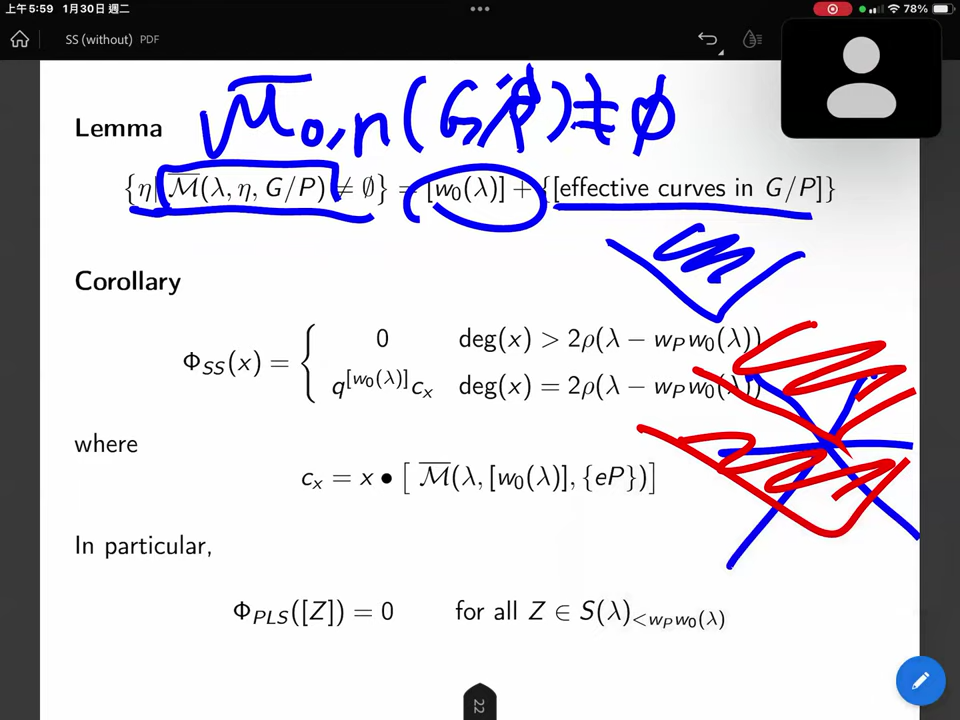 上午5:59 1月30日 週二
78%
SS (without) PDF
M̅₀,ₙ(G/P) ≠ ∅
Lemma
{η| M̅(λ, η, G/P) ≠ ∅} = [w₀(λ)] + {[effective curves in G/P]}
Corollary
Φ_SS(x) = { 0 deg(x) > 2ρ(λ − w_P w₀(λ))
q^[w₀(λ)] c_x deg(x) = 2ρ(λ − w_P w₀(λ))
where
c_x = x • [ M̅(λ, [w₀(λ)], {eP}) ]
In particular,
Φ_PLS([Z]) = 0 for all Z ∈ S(λ)_{<w_P w₀(λ)}
22